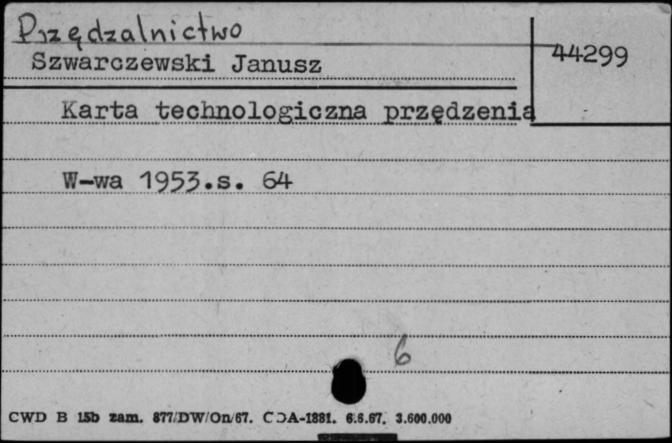 Przędzalnictwo
Szwarczewski Janusz
44299
Karta technologiczna przędzenia
W-wa 1953.s. 64
6
CWD B 15b zam. 877/DW/On/67. CDA-1881. 6.6.67. 3.600.000